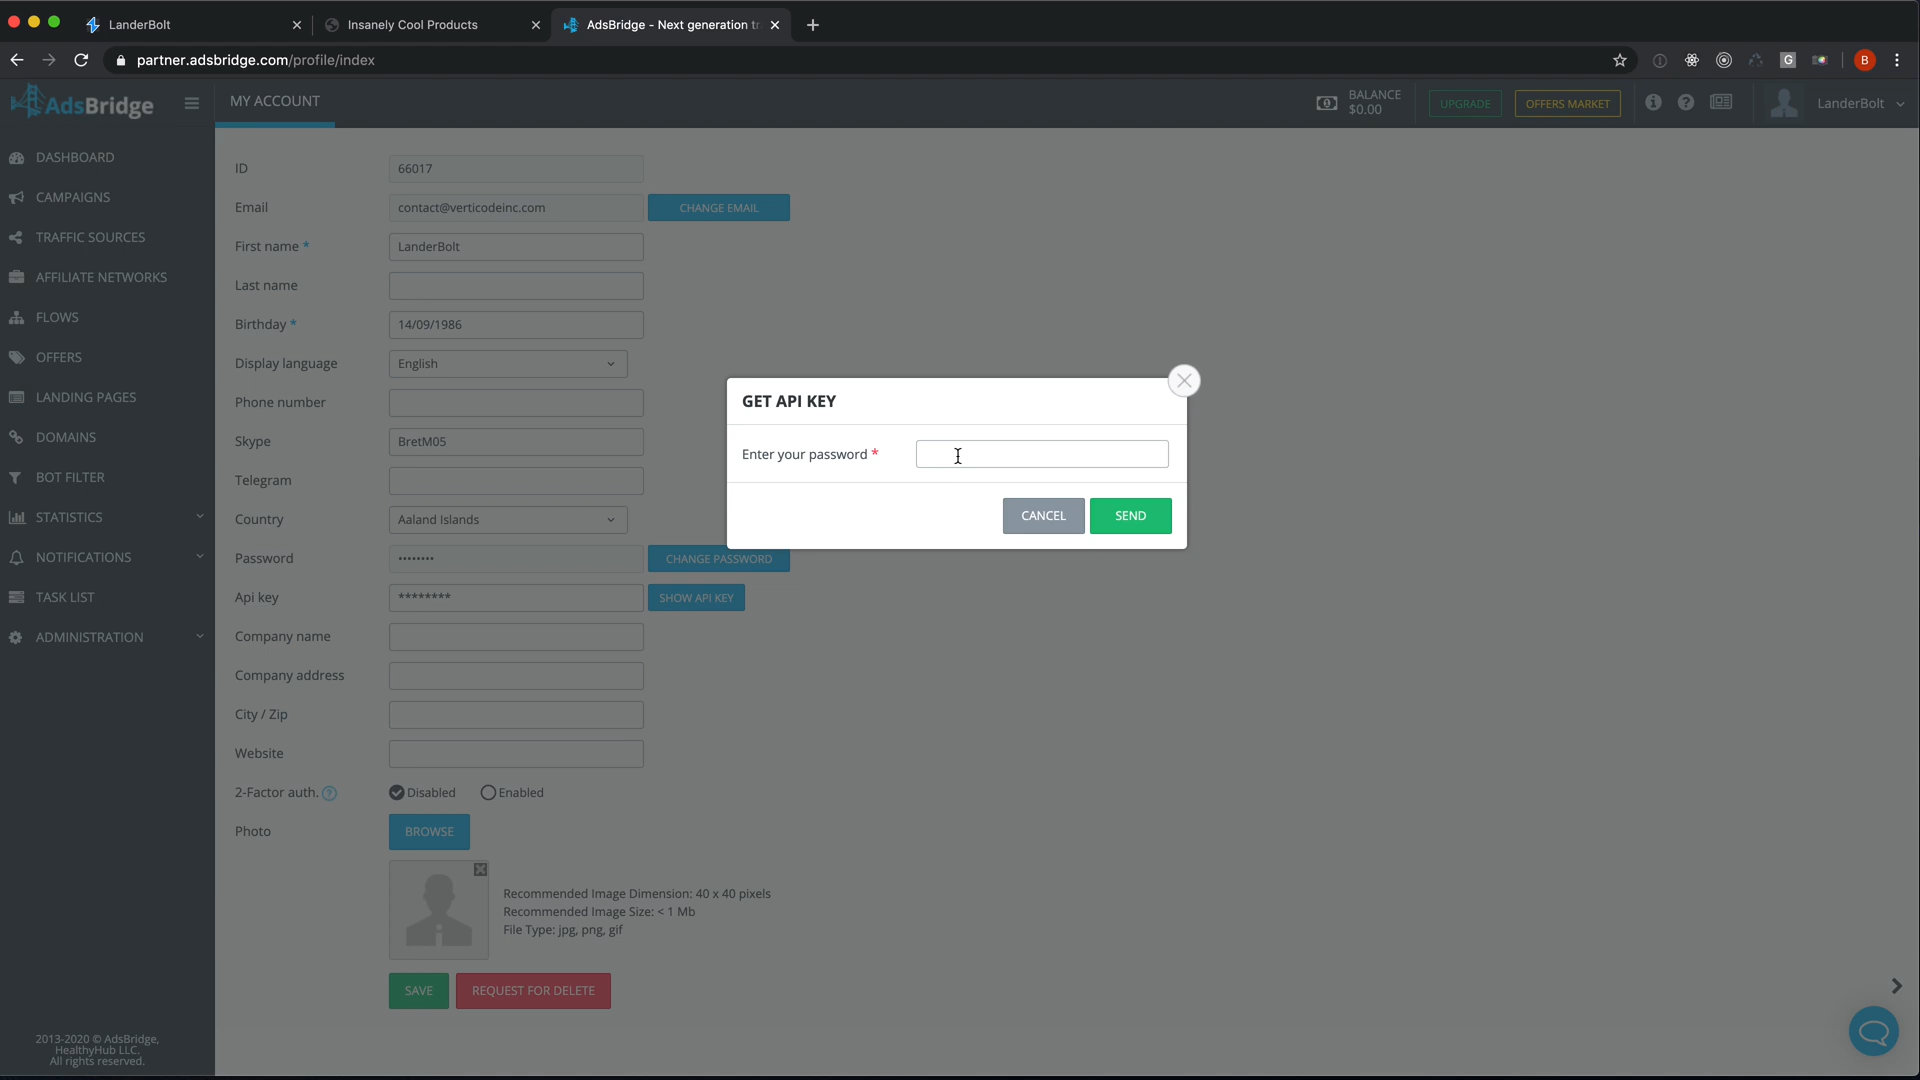 LanderBolt
Insanely Cool Products
AdsBridge - Next generation tr
partner.adsbridge.com/profile/index
G
B
AdsBridge
MY ACCOUNT
BALANCE
$0.00
UPGRADE
OFFERS MARKET
LanderBolt
DASHBOARD
CAMPAIGNS
TRAFFIC SOURCES
AFFILIATE NETWORKS
FLOWS
OFFERS
LANDING PAGES
DOMAINS
BOT FILTER
STATISTICS
NOTIFICATIONS
TASK LIST
ADMINISTRATION
2013-2020 © AdsBridge,
HealthyHub LLC.
All rights reserved.
ID 66017
Email contact@verticodeinc.com CHANGE EMAIL
First name * LanderBolt
Last name
Birthday * 14/09/1986
Display language English
Phone number
Skype BretM05
Telegram
Country Aaland Islands
Password •••••••• CHANGE PASSWORD
Api key ******** SHOW API KEY
Company name
Company address
City / Zip
Website
2-Factor auth. ? Disabled Enabled
Photo BROWSE
Recommended Image Dimension: 40 x 40 pixels
Recommended Image Size: < 1 Mb
File Type: jpg, png, gif
SAVE REQUEST FOR DELETE
GET API KEY
Enter your password *
CANCEL SEND